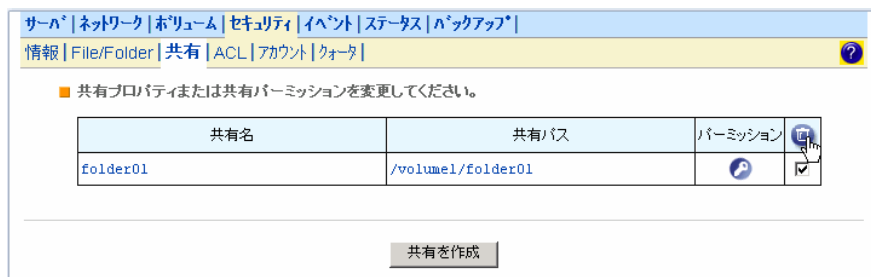 サーバ|ネットワーク|ボリューム|セキュリティ|イベント|ステータス|バックアップ|
情報|File/Folder|共有|ACL|アカウント|クォータ| ?
共有プロパティまたは共有パーミッションを変更してください。
共有名 共有パス パーミッション
folder01 /volume1/folder01
共有を作成